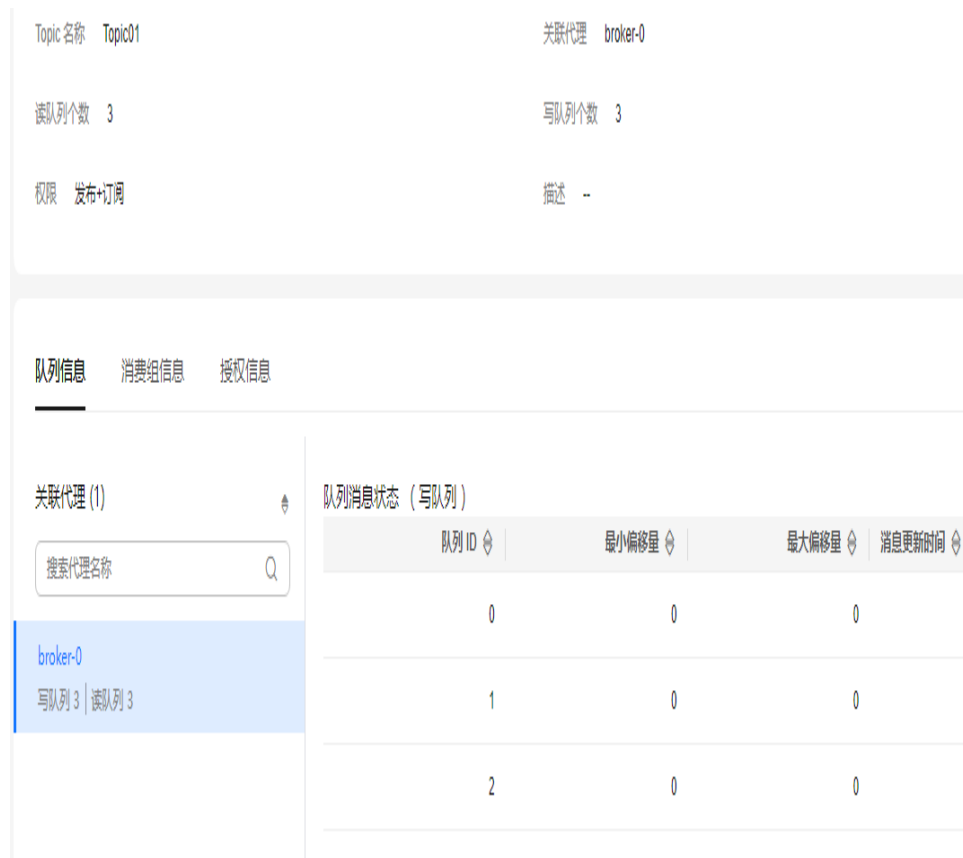 Topic 名称 Topic01 关联代理 broker-0
读队列个数 3 写队列个数 3
权限 发布+订阅 描述 --
队列信息 消费组信息 授权信息
关联代理 (1)
搜索代理名称
broker-0
写队列 3 | 读队列 3
队列消息状态 （写队列）
队列 ID 最小偏移量 最大偏移量 消息更新时间
0 0 0
1 0 0
2 0 0